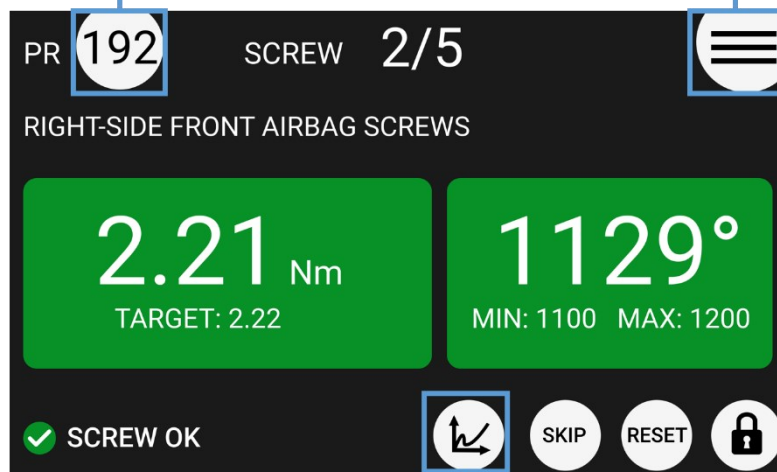 PR 192 SCREW 2/5
RIGHT-SIDE FRONT AIRBAG SCREWS
2.21 Nm
TARGET: 2.22
1129°
MIN: 1100 MAX: 1200
SCREW OK
SKIP
RESET